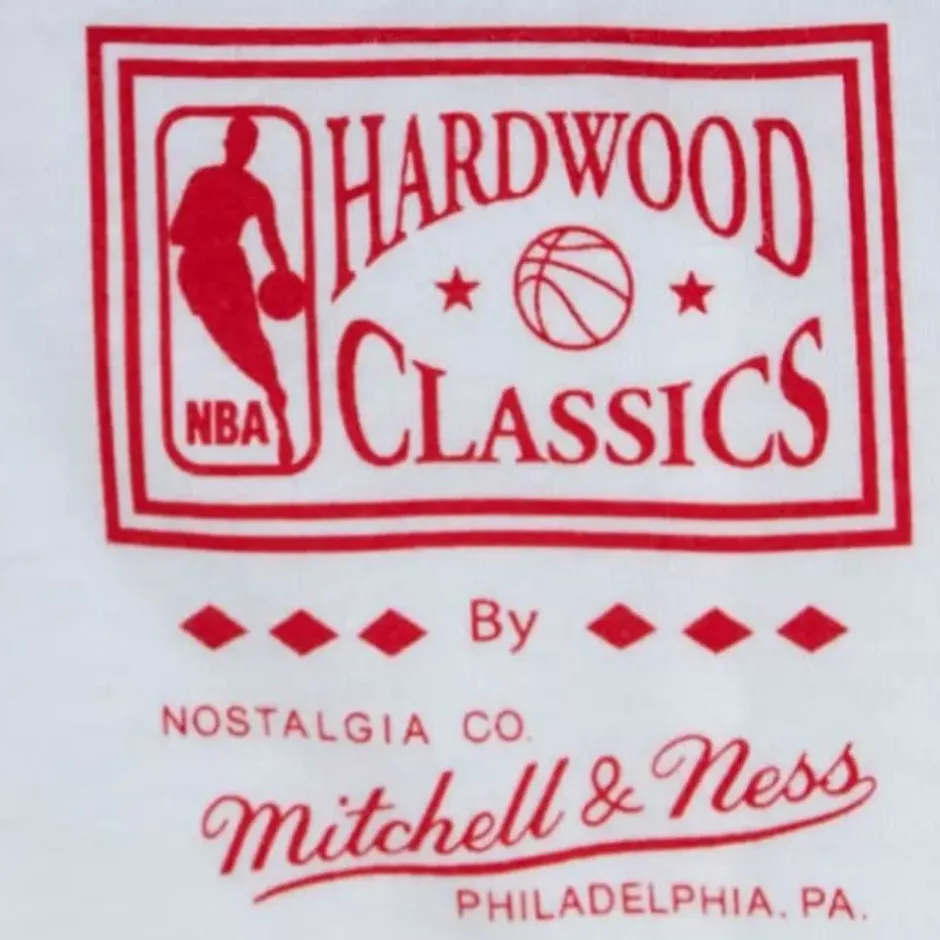 HARDWOOD
CLASSICS
NBA
By
NOSTALGIA CO.
Mitchell & Ness
PHILADELPHIA. PA.